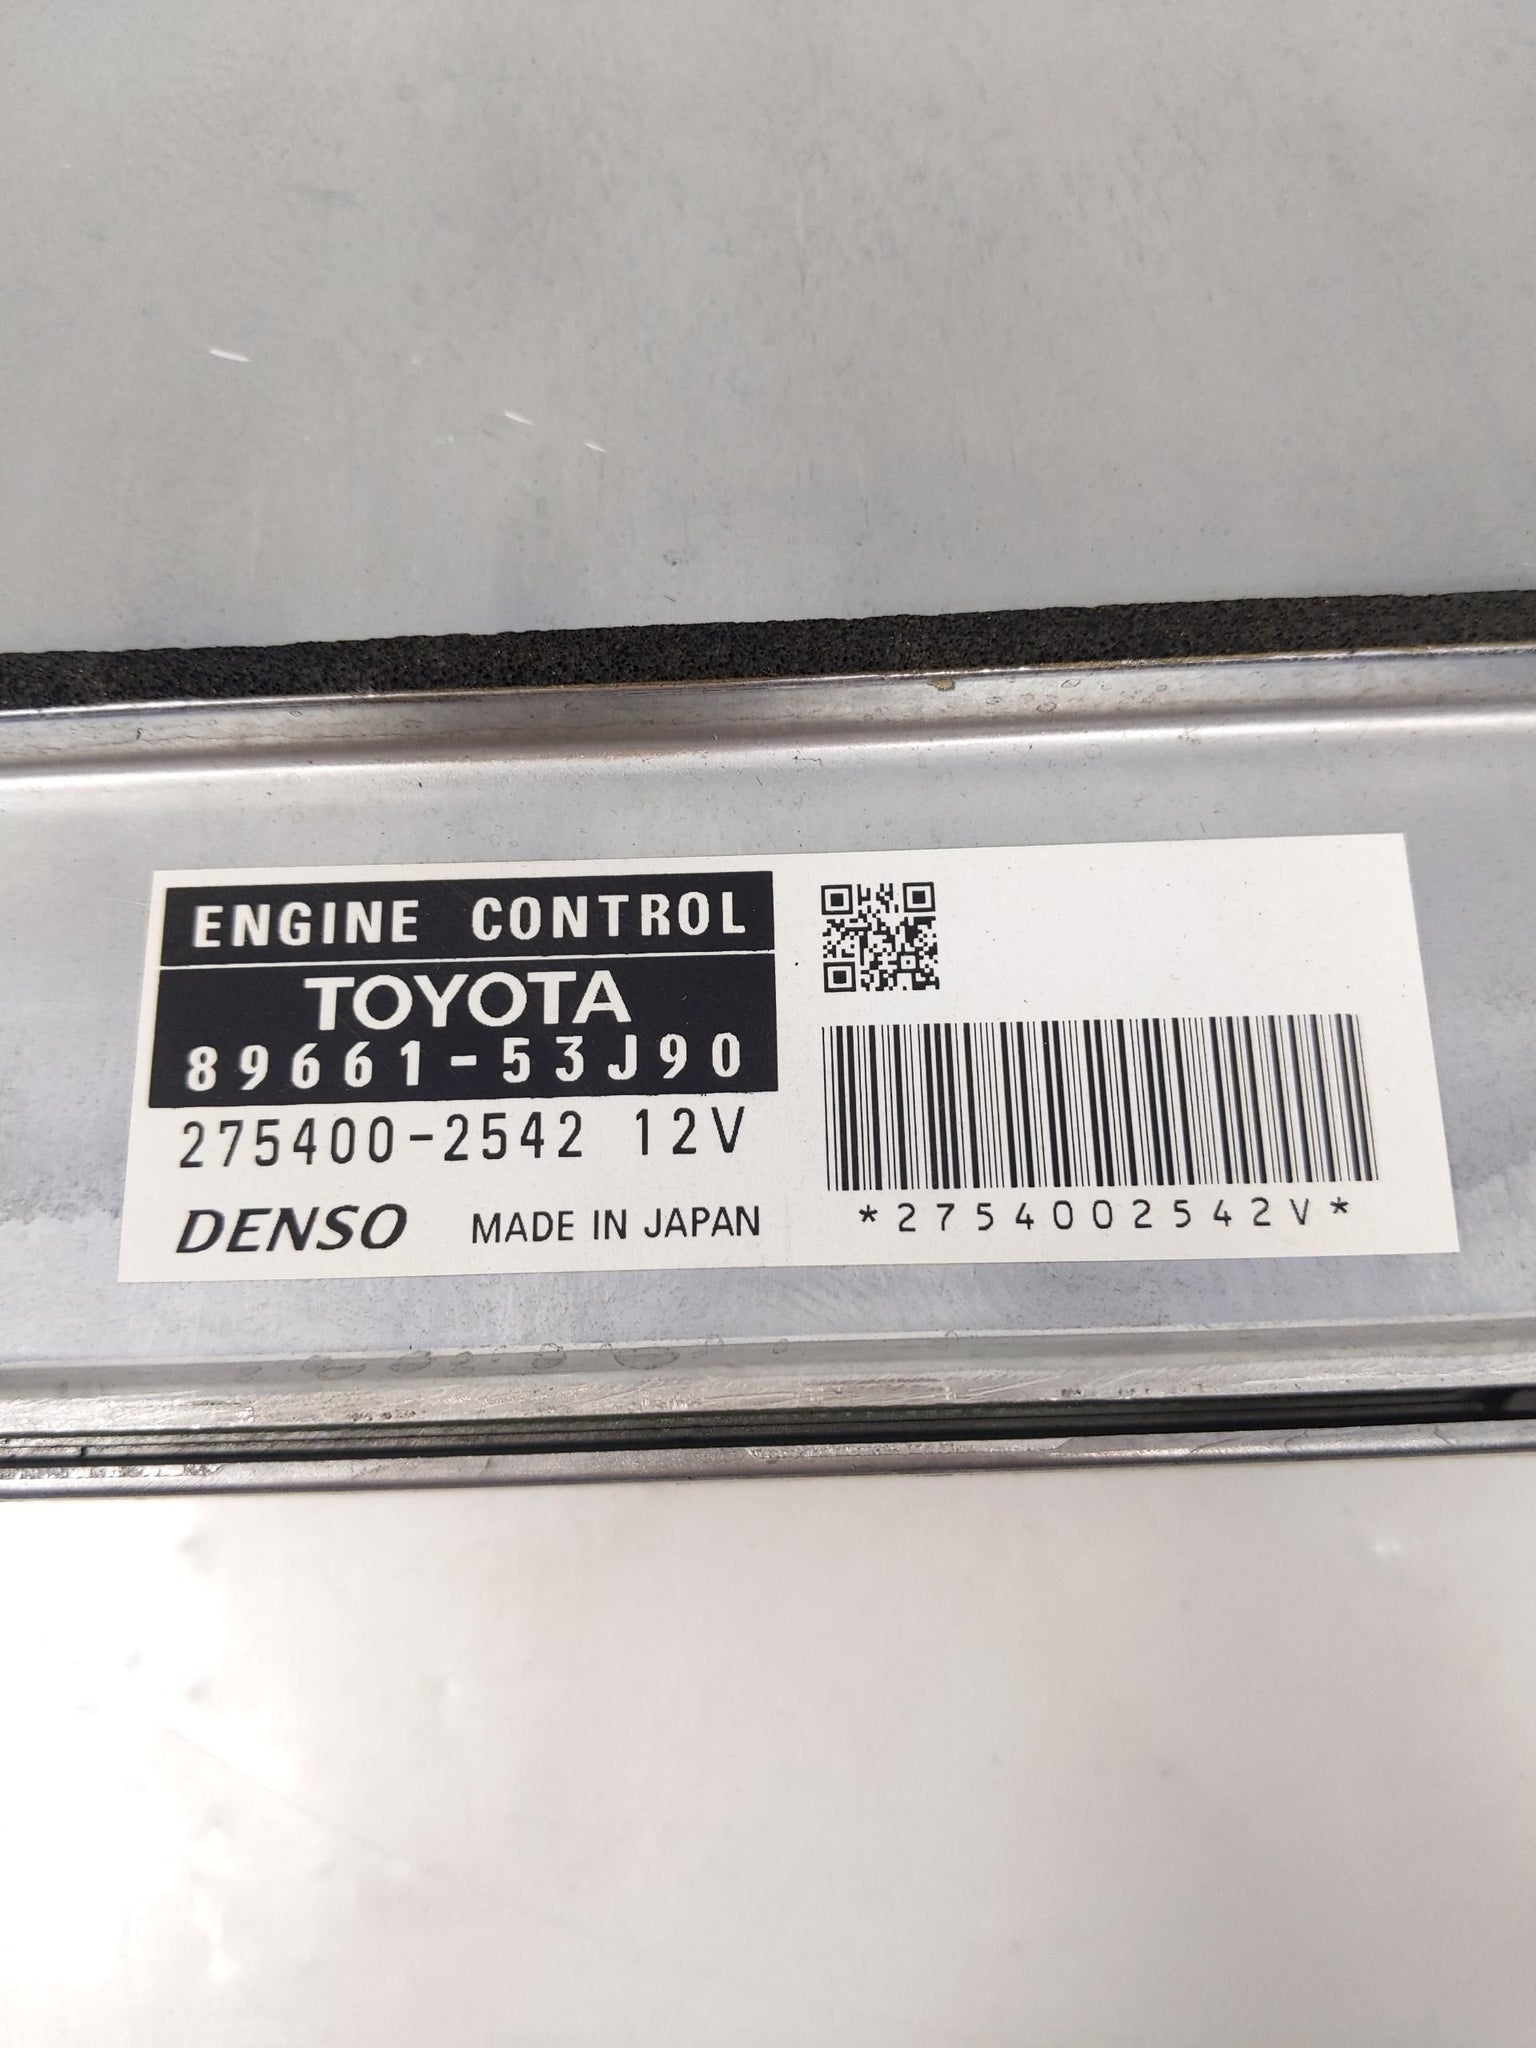 ENGINE CONTROL
TOYOTA
89661-53J90
275400-2542 12V
DENSO MADE IN JAPAN
*2754002542V*